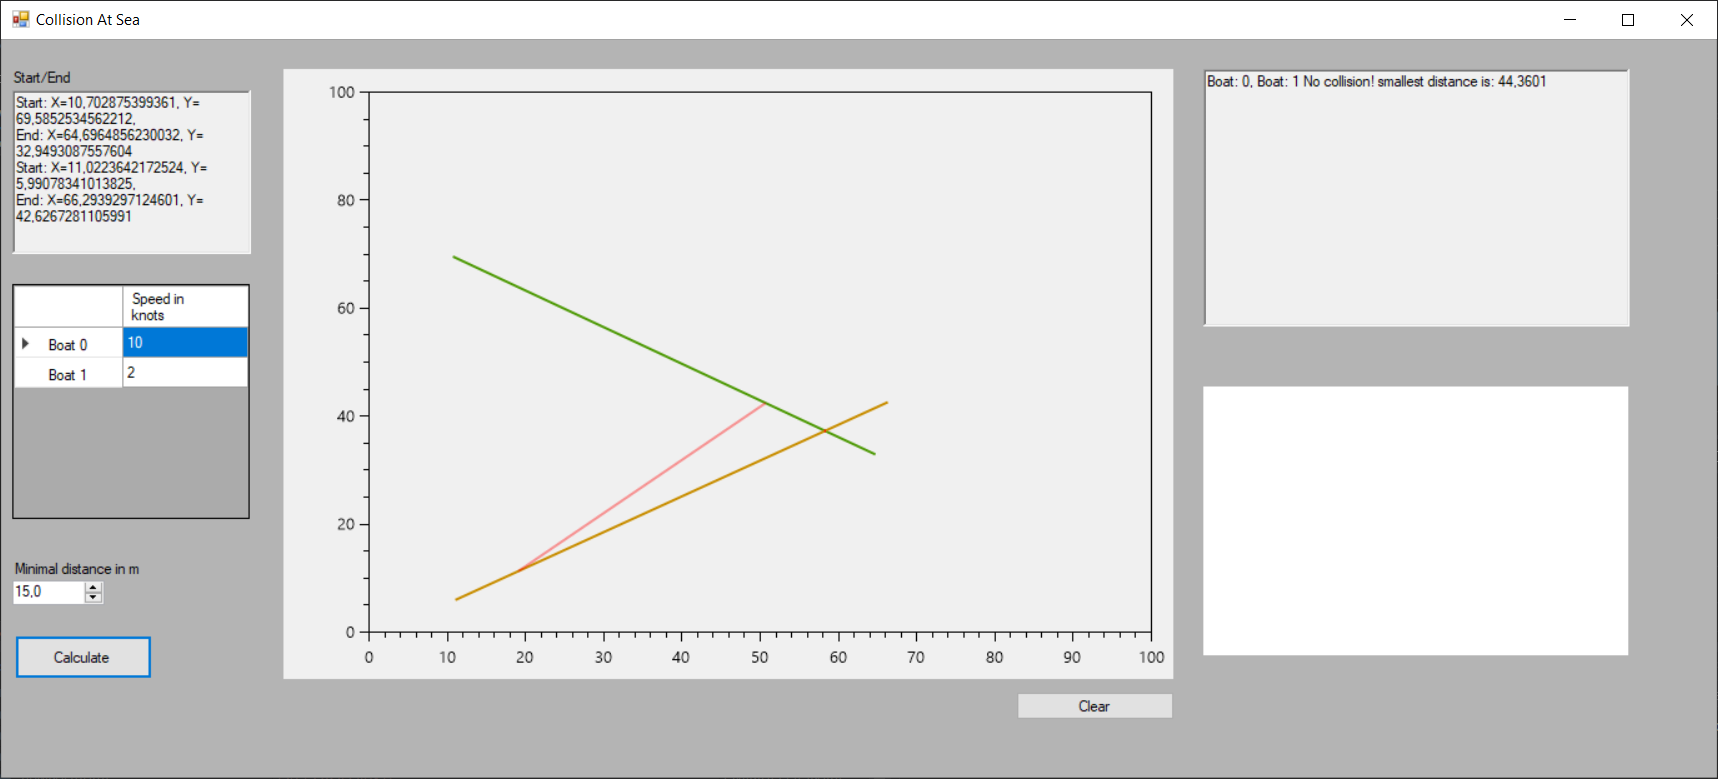 Collision At Sea
Start/End
Start: X=10,702875399361, Y=
69,5852534562212,
End: X=64,6964856230032, Y=
32,9493087557604
Start: X=11,0223642172524, Y=
5,99078341013825,
End: X=66,2939297124601, Y=
42,6267281105991
Speed in
knots
Boat 0 10
Boat 1 2
Minimal distance in m
15,0
Calculate
100
80
60
40
20
0
0 10 20 30 40 50 60 70 80 90 100
Clear
Boat: 0, Boat: 1 No collision! smallest distance is: 44,3601